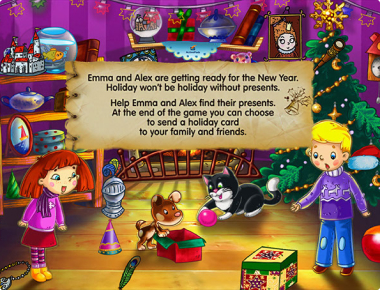 Emma and Alex are getting ready for the New Year.
Holiday won't be holiday without presents.
Help Emma and Alex find their presents.
At the end of the game you can choose
to send a holiday card
to your family and friends.